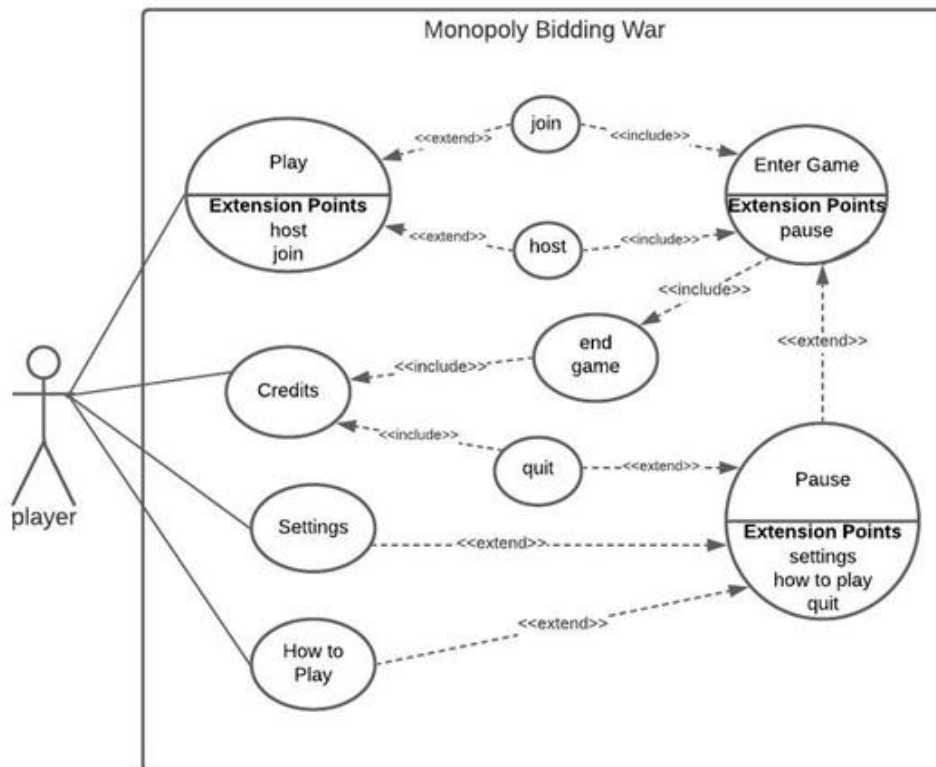 Monopoly Bidding War
join
<<extend>>
<<include>>
Play
Extension Points
host
join
Enter Game
Extension Points
pause
<<extend>>
host
<<include>>
<<include>>
end
game
<<extend>>
Credits
<<include>>
<<include>>
quit
<<extend>>
Pause
Extension Points
settings
how to play
quit
player
Settings
<<extend>>
How to
Play
<<extend>>